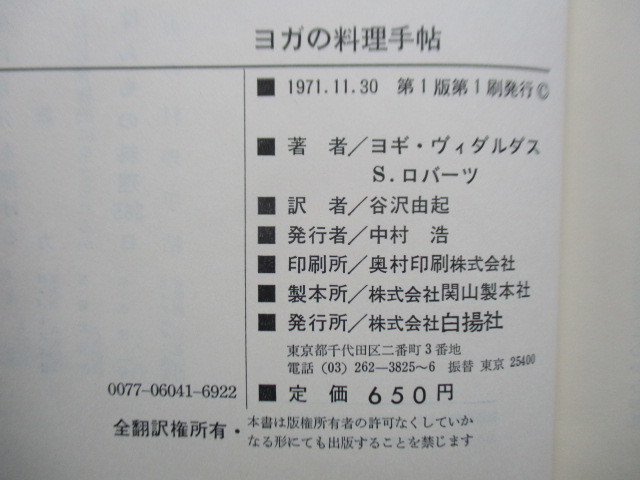 ヨガの料理手帖
■ 1971.11.30 第1版第1刷発行©
■ 著 者/ヨギ・ヴィダルダス
S.ロバーツ
■ 訳 者/谷沢由起
■ 発行者/中村 浩
■ 印刷所/奥村印刷株式会社
■ 製本所/株式会社関山製本社
■ 発行所/株式会社白揚社
東京都千代田区二番町3番地
電話(03)262―3825〜6 振替 東京 25400
0077-06041-6922
■ 定 価 650円
全翻訳権所有・
本書は版権所有者の許可なくしていか
なる形にても出版することを禁じます